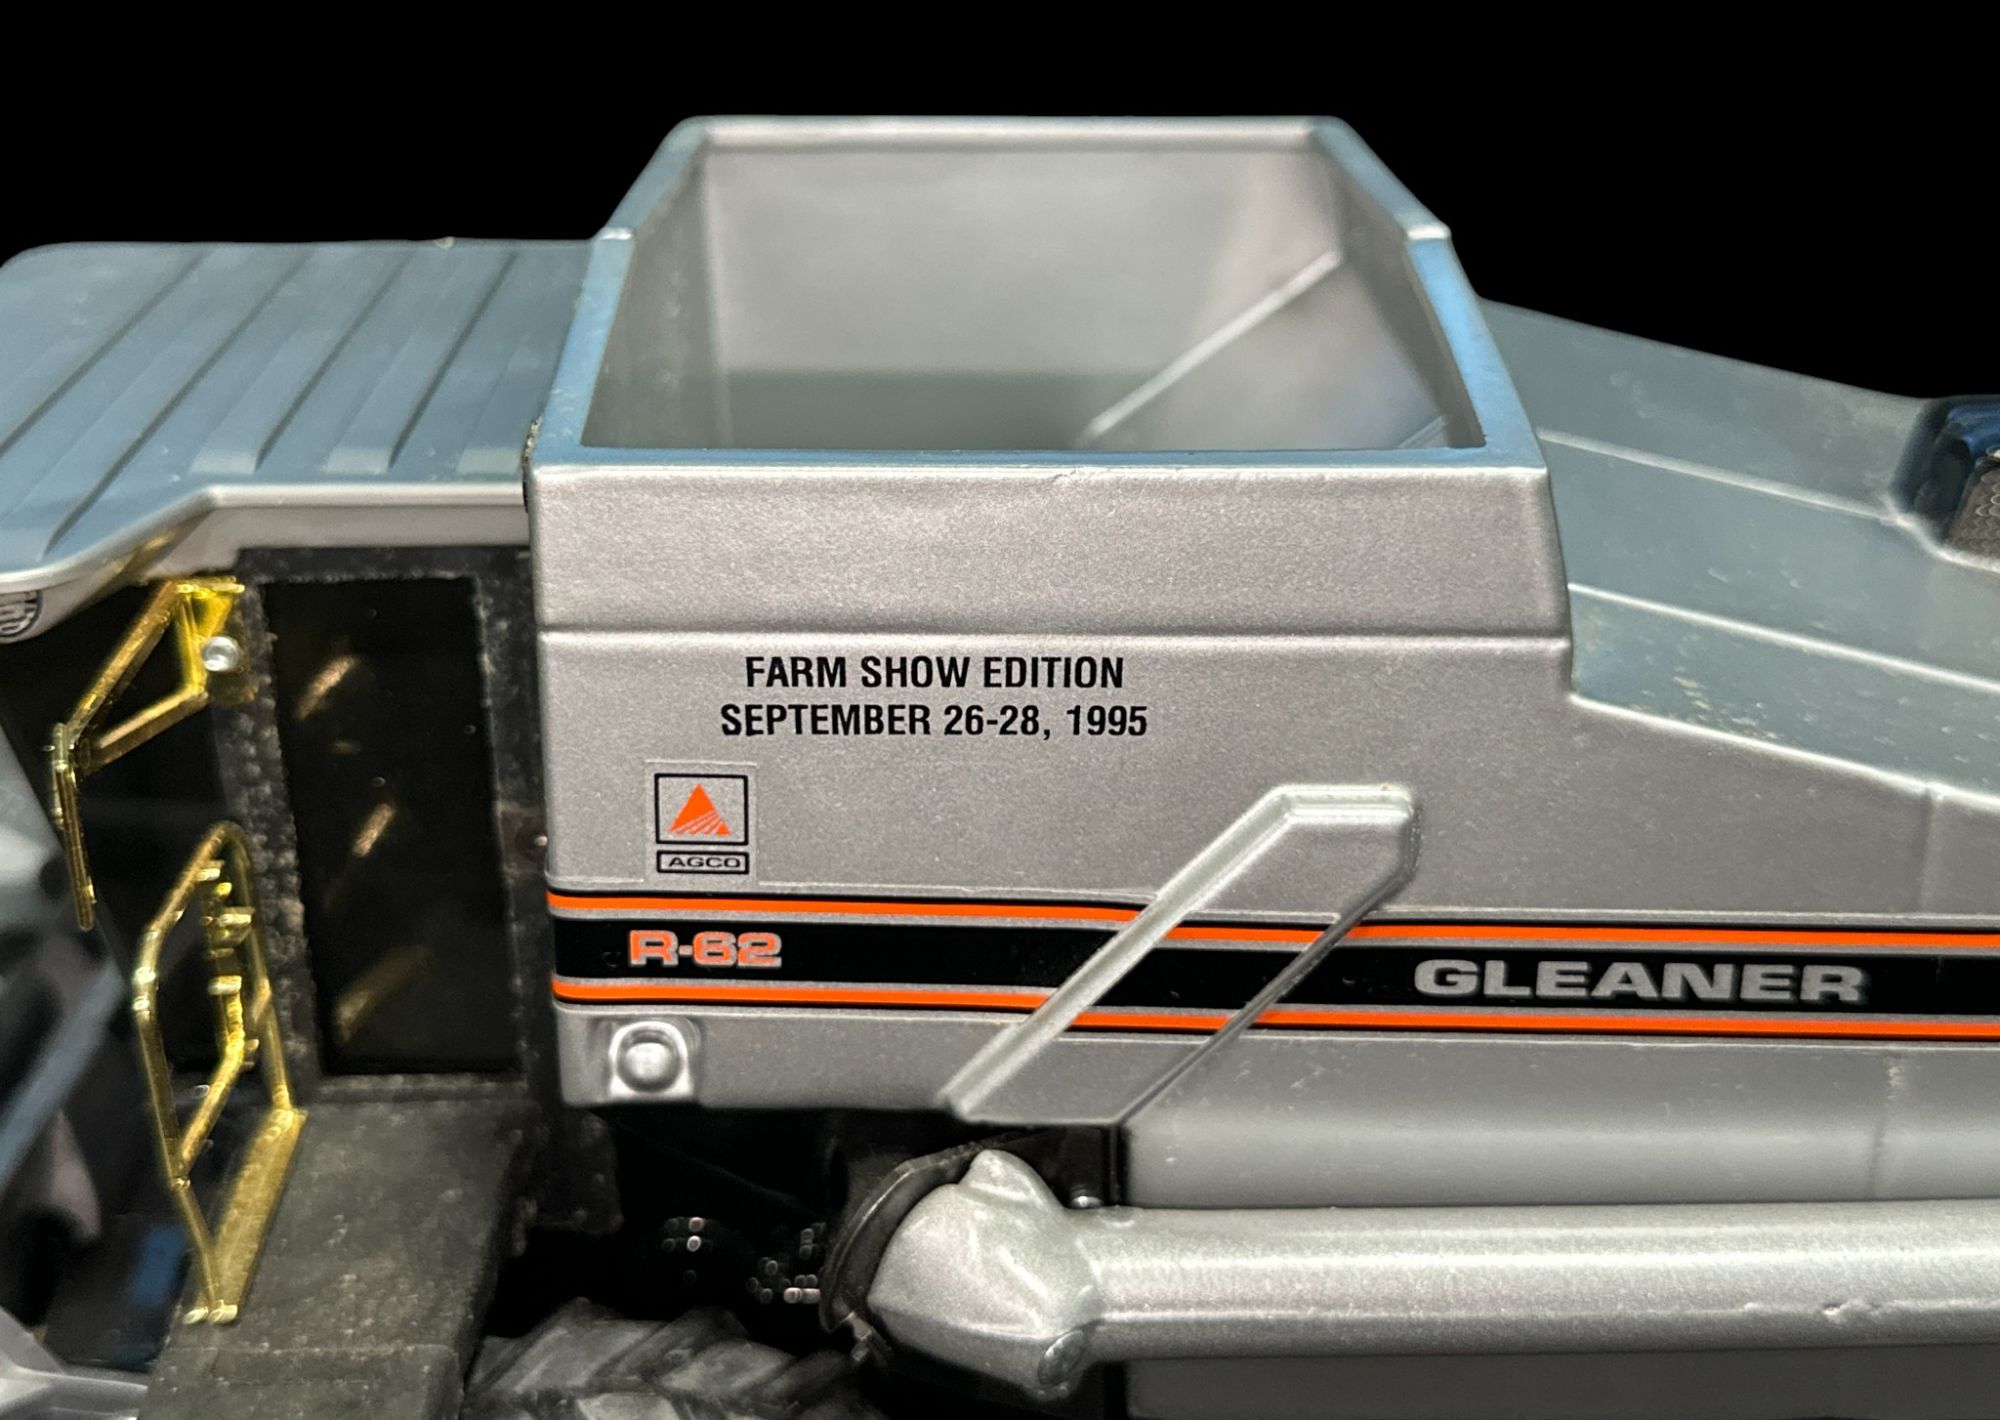 FARM SHOW EDITION
SEPTEMBER 26-28, 1995
AGCO
R-62
GLEANER